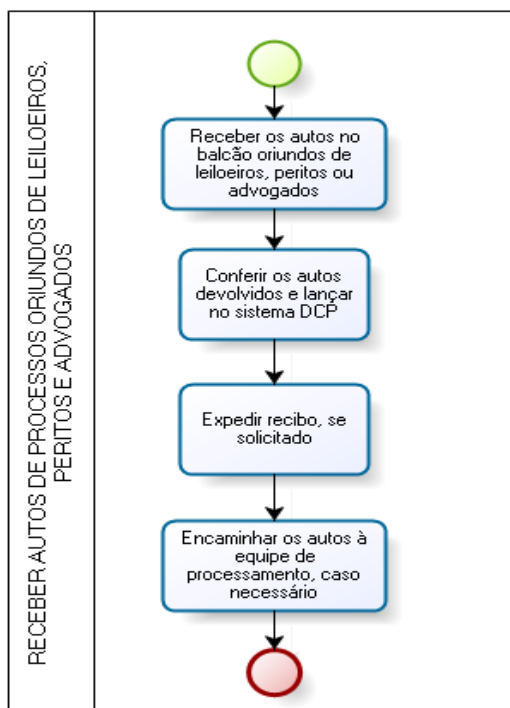 RECEBER AUTOS DE PROCESSOS ORIUNDOS DE LEILOEIROS,
PERITOS E ADVOGADOS
Receber os autos no
balcão oriundos de
leiloeiros, peritos ou
advogados
Conferir os autos
devolvidos e lançar
no sistema DCP
Expedir recibo, se
solicitado
Encaminhar os autos à
equipe de
processamento, caso
necessário